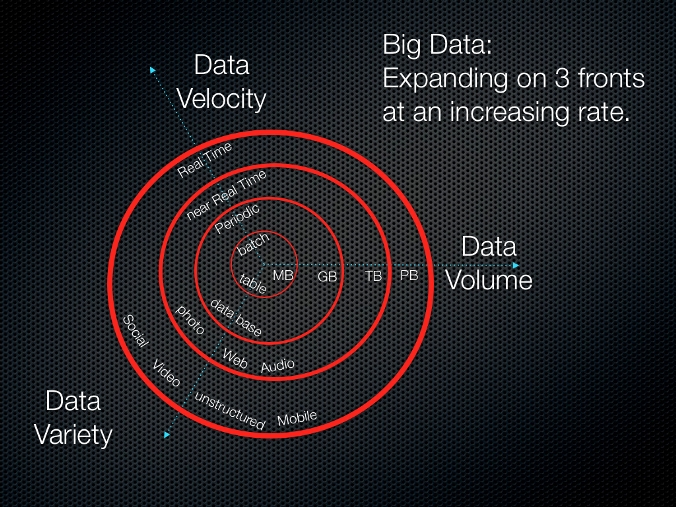 Big Data:
Expanding on 3 fronts
at an increasing rate.
Data
Velocity
Real Time
near Real Time
Periodic
batch
table
MB
GB
TB
PB
Data
Volume
data base
photo
Web
Audio
Social
Video
unstructured
Mobile
Data
Variety